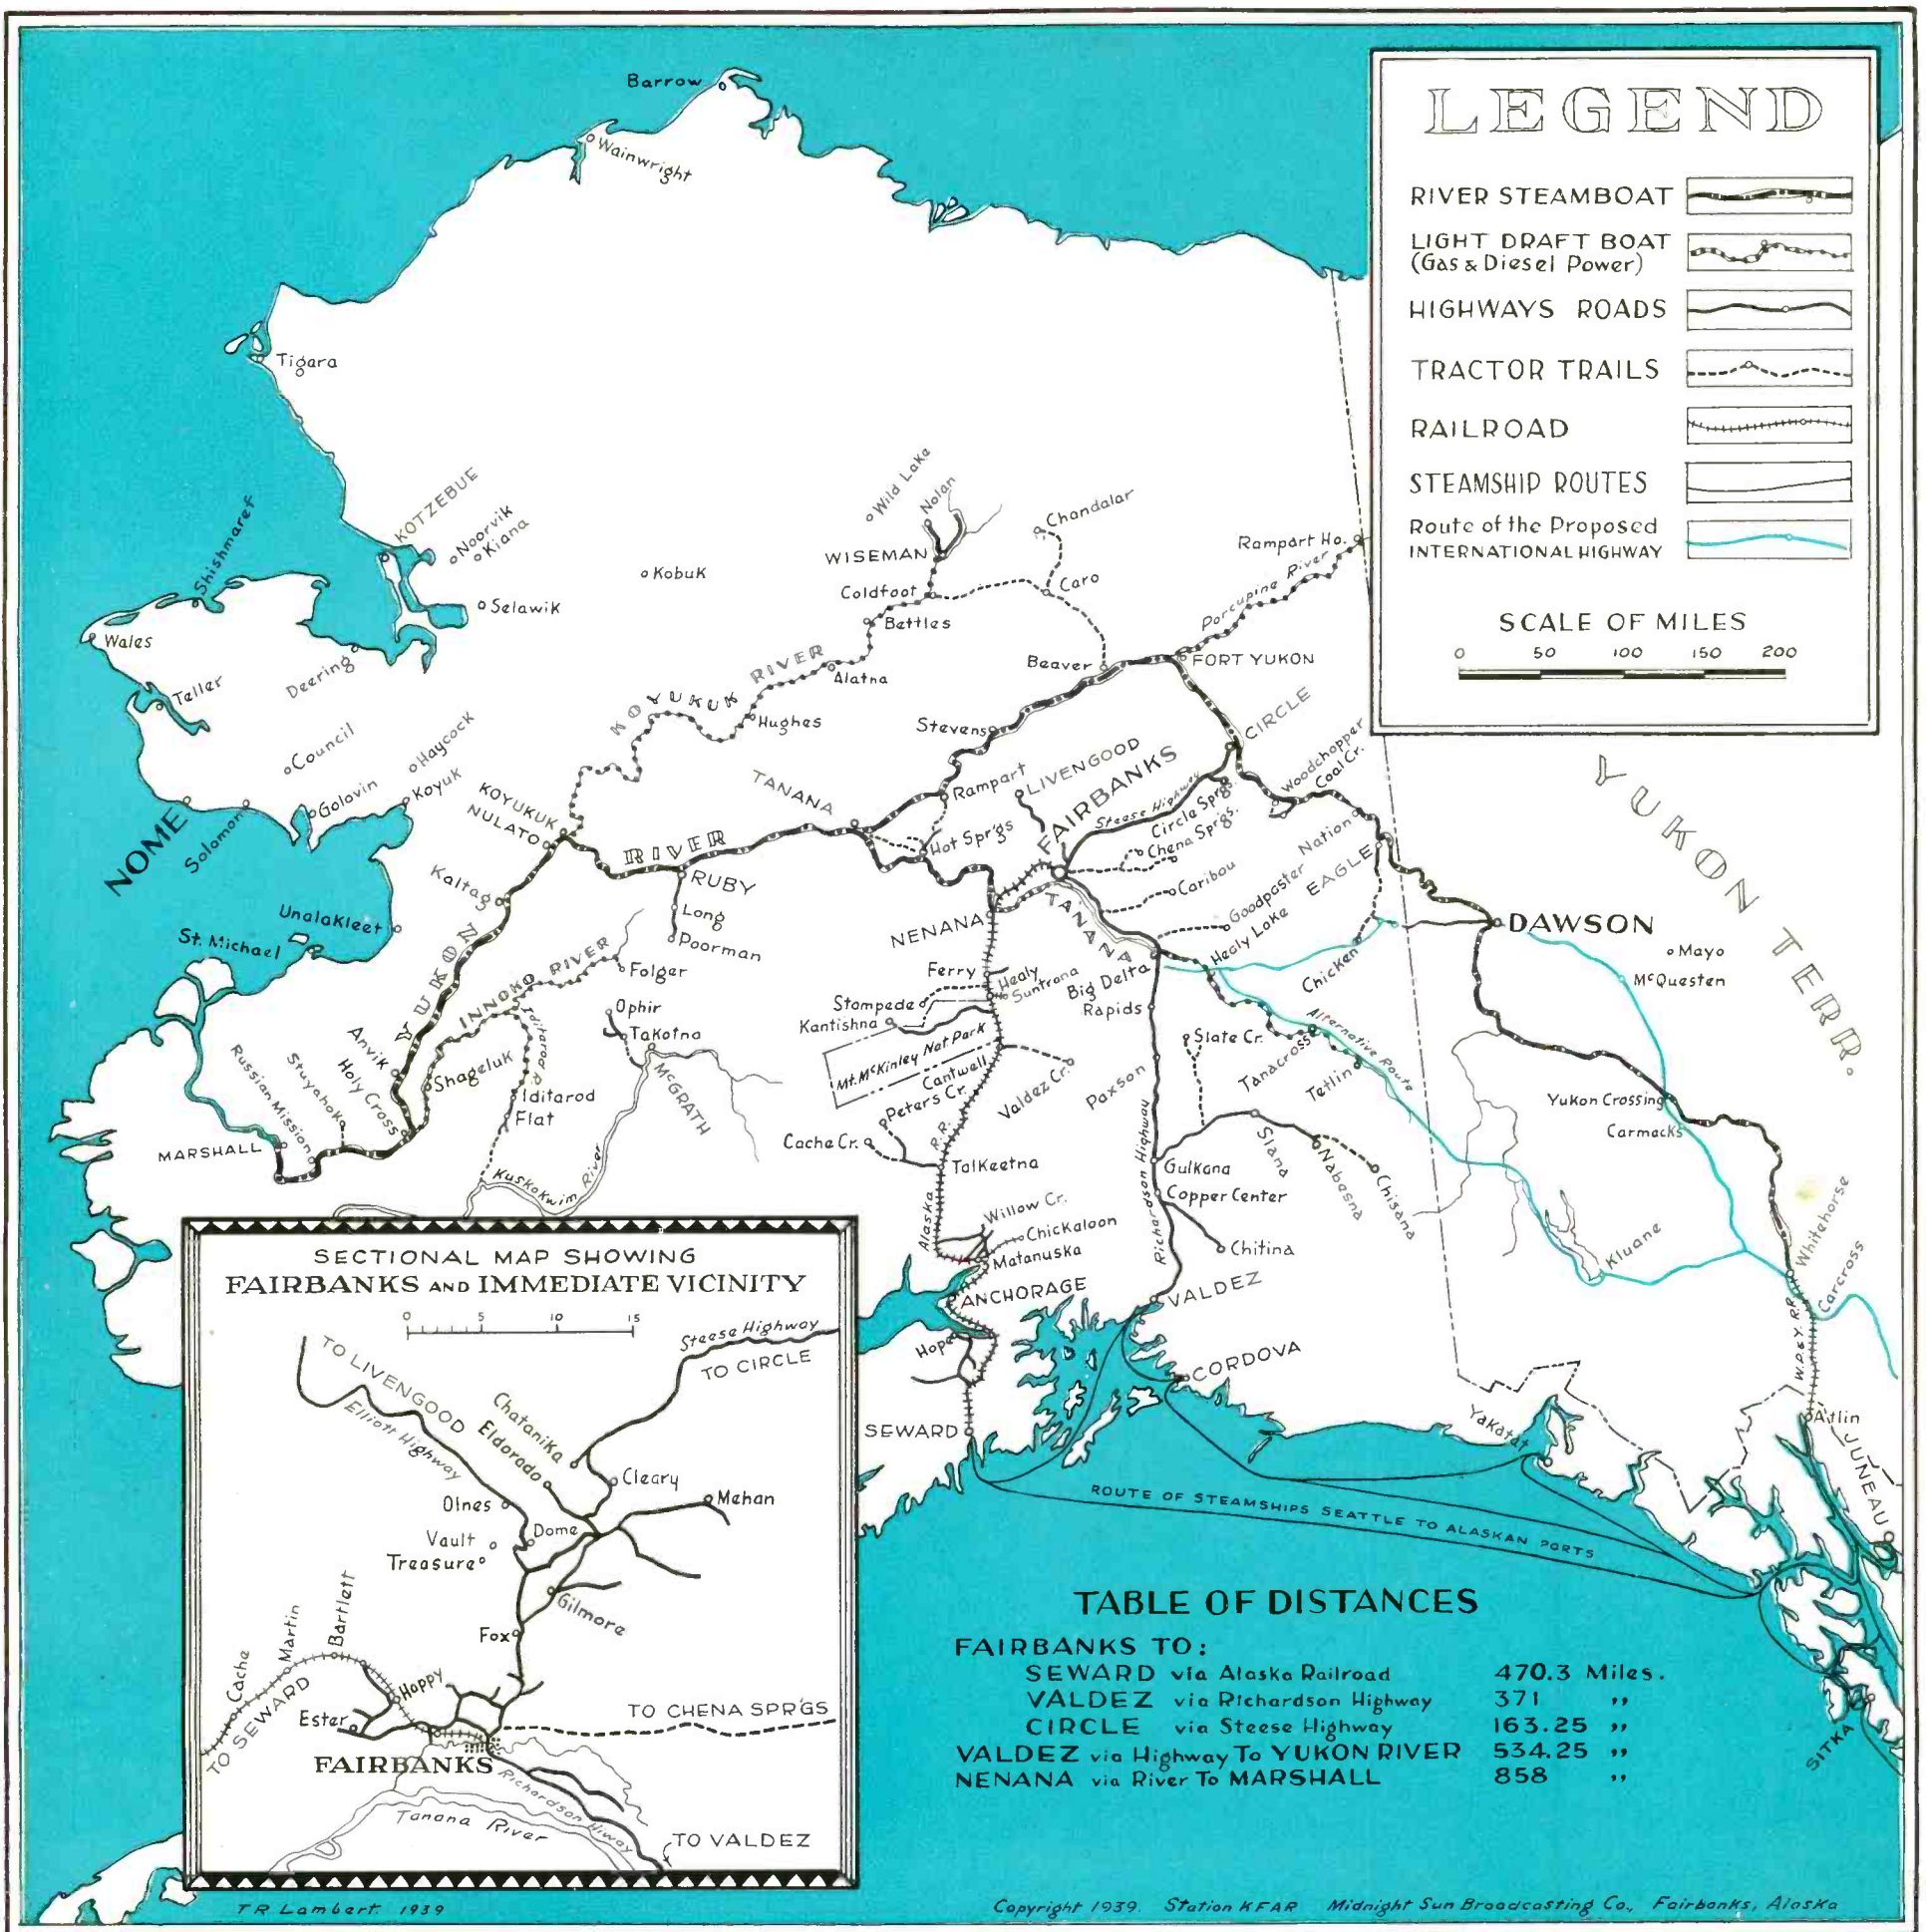 LEGEND
RIVER STEAMBOAT
LIGHT DRAFT BOAT
(Gas & Diesel Power)
HIGHWAYS ROADS
TRACTOR TRAILS
RAILROAD
STEAMSHIP ROUTES
Route of the Proposed
INTERNATIONAL HIGHWAY
SCALE OF MILES
0 50 100 150 200
Barrow
Wainwright
Tigara
KOTZEBUE
Noorvik
Kiana
Shishmaref
Kobuk
Selawik
Wales
Deering
Teller
Council
Haycock
Golovin
Koyuk
NOME
Solomon
Unalakleet
St. Michael
Wild Lake
Nolan
WISEMAN
Coldfoot
Chandalar
Caro
Rampart Ho.
Porcupine River
Bettles
KOYUKUK RIVER
Alatna
Hughes
Beaver
FORT YUKON
Stevens
CIRCLE
Woodchopper
Coal Cr.
TANANA
Rampart
LIVENGOOD
FAIRBANKS
Steese Highway
Circle Sprgs.
Chena Sprgs.
Hot Sprgs
KOYUKUK
NULATO
YUKON RIVER
RUBY
Long
Poorman
Kaltag
Caribou
Goodpaster
Nation
EAGLE
Healy Lake
NENANA
TANANA
Big Delta
Chicken
DAWSON
Mayo
McQuesten
YUKON TERR.
INNOKO RIVER
Folger
Ophir
Takotna
McGRATH
Iditarod R.
Ferry
Healy
Suntrana
Stampede
Kantishna
Mt. McKinley Nat. Park
Cantwell
Rapids
Slate Cr.
Tanacross
Alternative Route
Tetlin
Anvik
Holy Cross
Stuyahok
Russian Mission
MARSHALL
Shageluk
Iditarod
Flat
Kuskokwim River
Peters Cr.
Valdez Cr.
Paxson
Cache Cr.
Alaska R.R.
Talkeetna
Richardson Highway
Gulkana
Copper Center
Slana
Nabesna
Chisana
Yukon Crossing
Carmacks
Willow Cr.
Chickaloon
Matanuska
ANCHORAGE
Chitina
Kluane
Whitehorse
Carcross
VALDEZ
Hope
CORDOVA
SEWARD
Yakatat
W.P.& Y. RR.
Atlin
JUNEAU
SITKA
ROUTE OF STEAMSHIPS SEATTLE TO ALASKAN PORTS
SECTIONAL MAP SHOWING
FAIRBANKS AND IMMEDIATE VICINITY
0 5 10 15
Steese Highway
TO CIRCLE
TO LIVENGOOD
Elliott Highway
Chatanika
Eldorado
Cleary
Olnes
Mehan
Dome
Vault
Treasure
Gilmore
Fox
Bartlett
Martin
Cache
TO SEWARD
Happy
Ester
TO CHENA SPRGS
FAIRBANKS
Richardson Hiway
Tanana River
TO VALDEZ
TABLE OF DISTANCES
FAIRBANKS TO:
SEWARD via Alaska Railroad 470.3 Miles.
VALDEZ via Richardson Highway 371 ,,
CIRCLE via Steese Highway 163.25 ,,
VALDEZ via Highway To YUKON RIVER 534.25 ,,
NENANA via River To MARSHALL 858 ,,
T R Lambert 1939
Copyright 1939. Station KFAR Midnight Sun Broadcasting Co., Fairbanks, Alaska